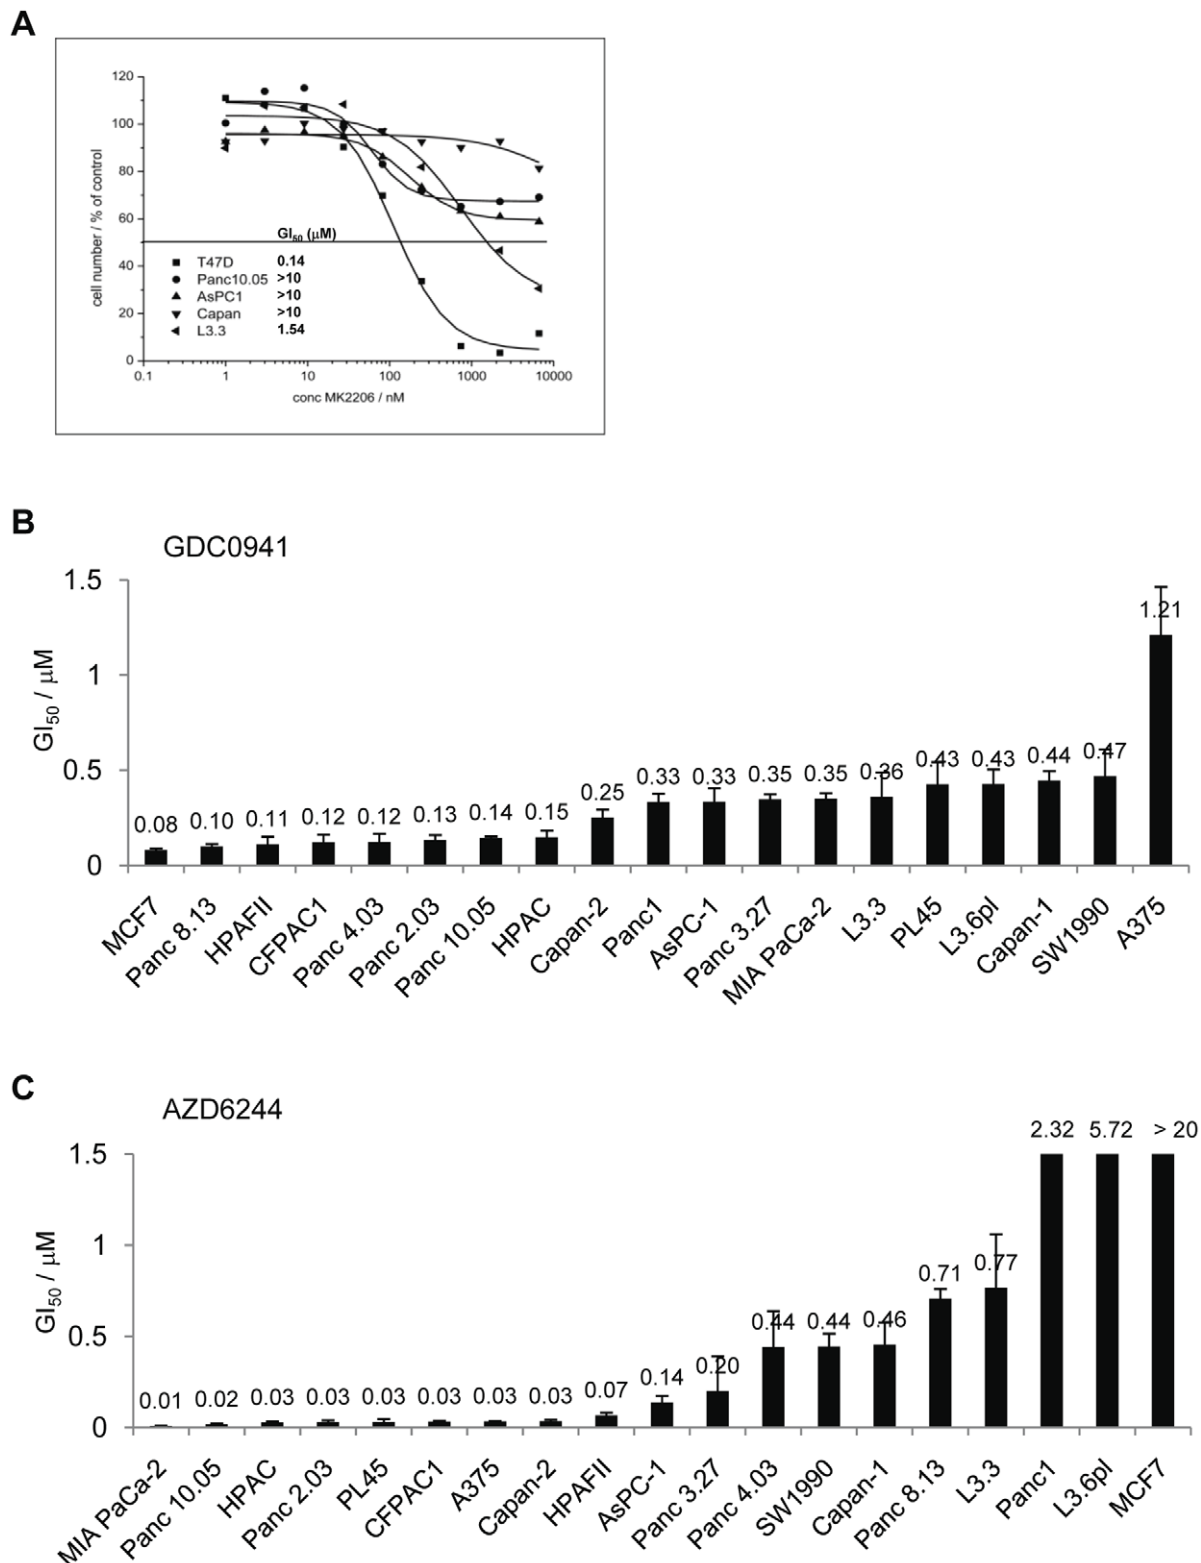 A
120
100
80
60
40
20
0
cell number / % of control
GI50 (μM)
T47D 0.14
Panc10.05 >10
AsPC1 >10
Capan >10
L3.3 1.54
0.1 1 10 100 1000 10000
conc MK2206 / nM
B
GDC0941
1.5
1
0.5
0
GI50 / μM
0.08 0.10 0.11 0.12 0.12 0.13 0.14 0.15 0.25 0.33 0.33 0.35 0.35 0.36 0.43 0.43 0.44 0.47 1.21
MCF7
Panc 8.13
HPAFII
CFPAC1
Panc 4.03
Panc 2.03
Panc 10.05
HPAC
Capan-2
Panc1
AsPC-1
Panc 3.27
MIA PaCa-2
L3.3
PL45
L3.6pl
Capan-1
SW1990
A375
C
AZD6244
1.5
1
0.5
0
GI50 / μM
0.01 0.02 0.03 0.03 0.03 0.03 0.03 0.03 0.07 0.14 0.20 0.44 0.44 0.46 0.71 0.77 2.32 5.72 > 20
MIA PaCa-2
Panc 10.05
HPAC
Panc 2.03
PL45
CFPAC1
A375
Capan-2
HPAFII
AsPC-1
Panc 3.27
Panc 4.03
SW1990
Capan-1
Panc 8.13
L3.3
Panc1
L3.6pl
MCF7